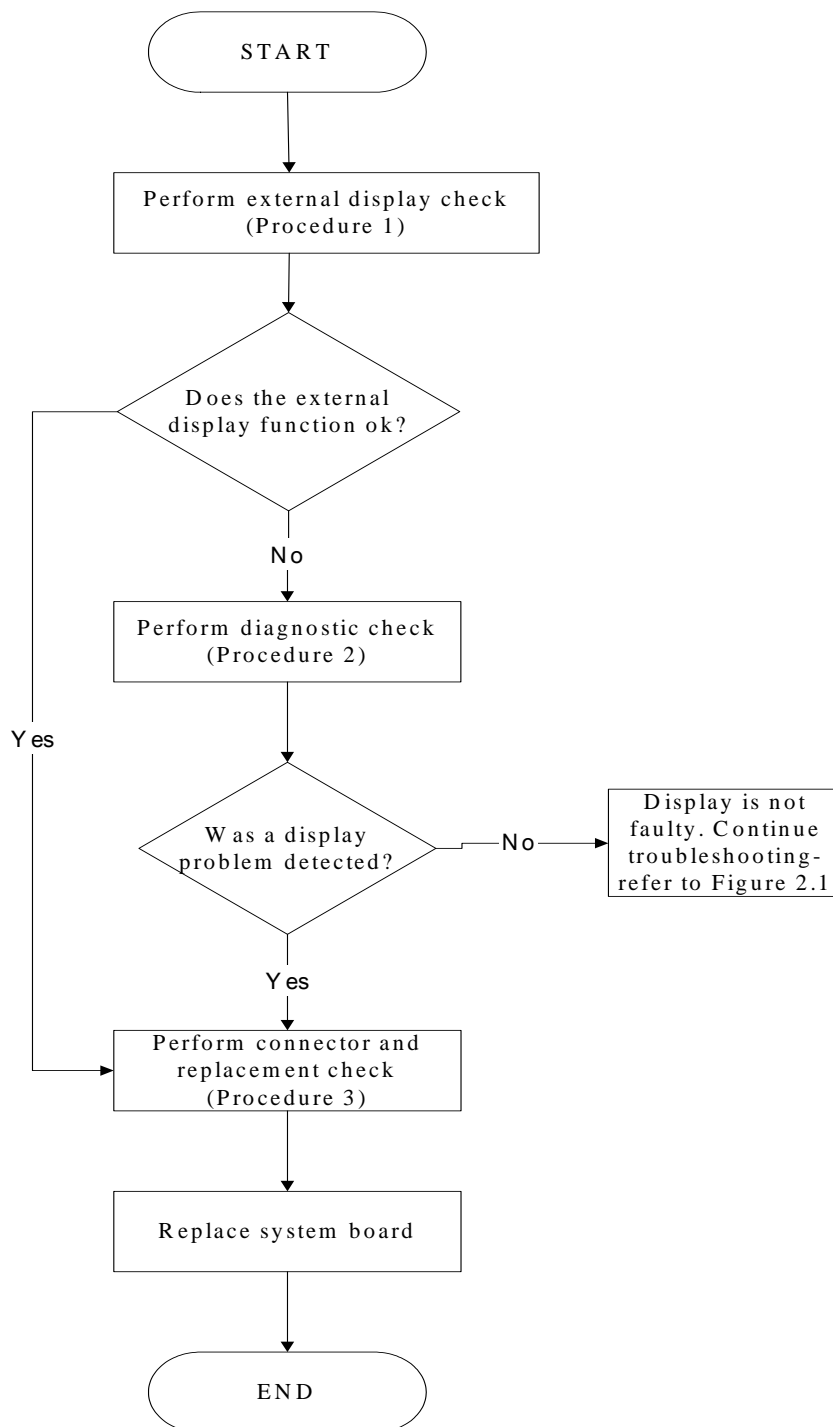 START
Perform external display check
(Procedure 1)
Does the external
display function ok?
No
Perform diagnostic check
(Procedure 2)
Yes
Was a display
problem detected?
No
Display is not
faulty. Continue
troubleshooting-
refer to Figure 2.1
Yes
Perform connector and
replacement check
(Procedure 3)
Replace system board
END